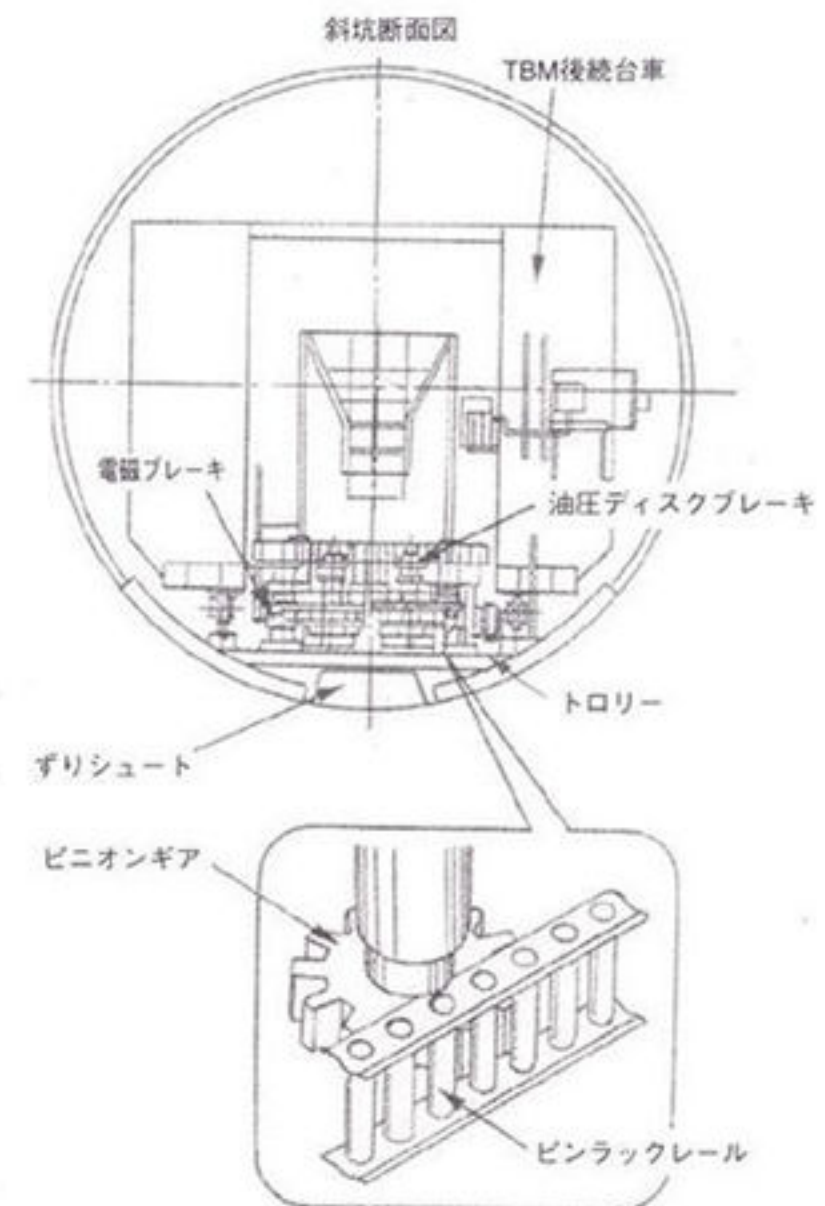 斜坑断面図
TBM後続台車
電磁ブレーキ
油圧ディスクブレーキ
トロリー
ずりシュート
ピニオンギア
ピンラックレール